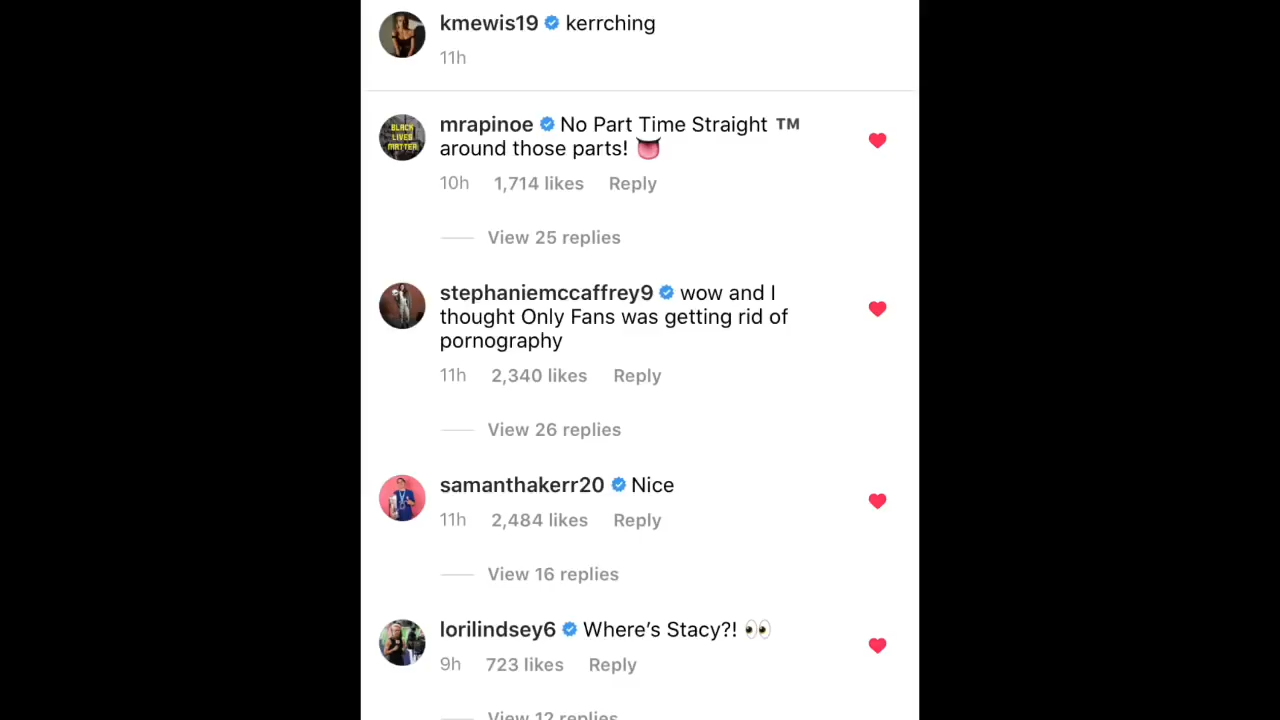 kmewis19 kerrching
11h
BLACK
LIVES
MATTER
mrapinoe No Part Time Straight ™
around those parts! 👅
10h 1,714 likes Reply
View 25 replies
stephaniemccaffrey9 wow and I
thought Only Fans was getting rid of
pornography
11h 2,340 likes Reply
View 26 replies
samanthakerr20 Nice
11h 2,484 likes Reply
View 16 replies
lorilindsey6 Where's Stacy?! 👀
9h 723 likes Reply
View 12 replies